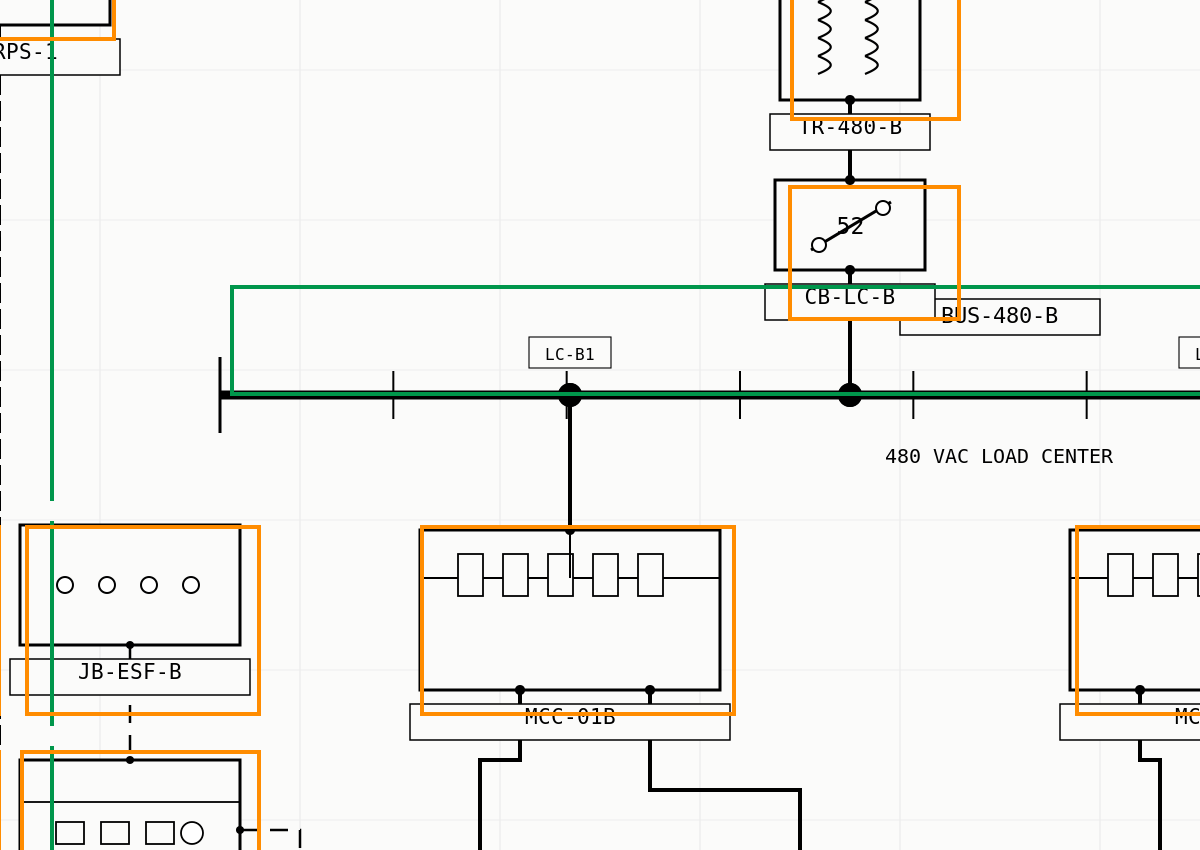 RPS-1
TR-480-B
52
CB-LC-B
BUS-480-B
LC-B1
480 VAC LOAD CENTER
JB-ESF-B
MCC-01B